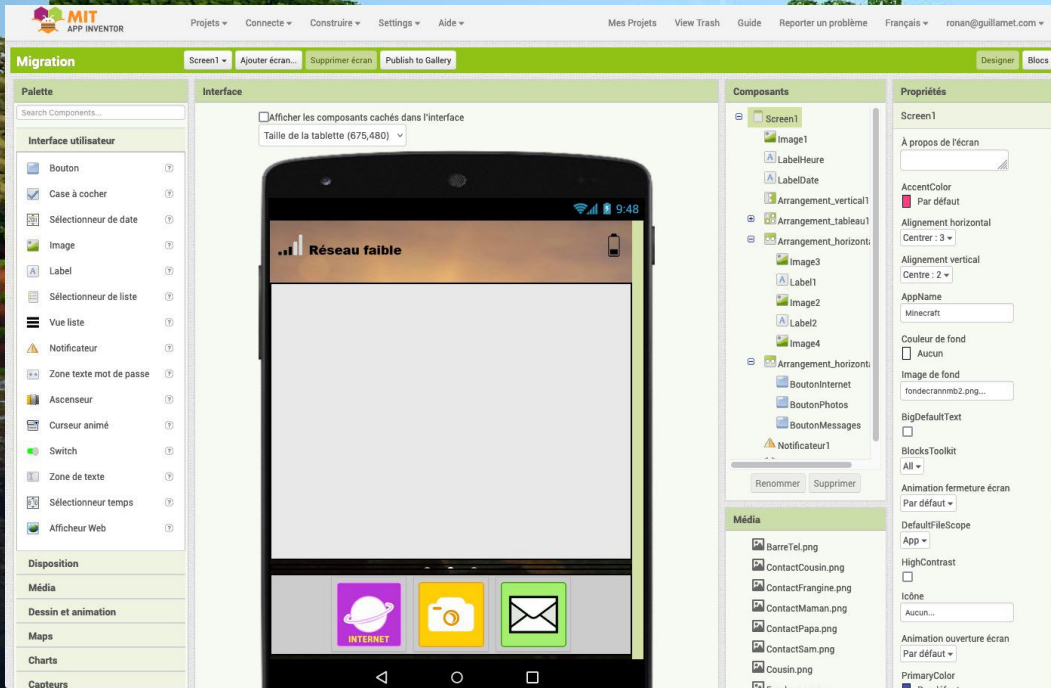 MIT
APP INVENTOR
Projets Connecte Construire Settings Aide Mes Projets View Trash Guide Reporter un problème Français ronan@guillamet.com
Migration Screen1 Ajouter écran... Supprimer écran Publish to Gallery Designer Blocs
Palette
Search Components...
Interface utilisateur
Bouton
Case à cocher
Sélectionneur de date
Image
Label
Sélectionneur de liste
Vue liste
Notificateur
Zone texte mot de passe
Ascenseur
Curseur animé
Switch
Zone de texte
Sélectionneur temps
Afficheur Web
Disposition
Média
Dessin et animation
Maps
Charts
Capteurs
Interface
Afficher les composants cachés dans l'interface
Taille de la tablette (675,480)
9:48
Réseau faible
INTERNET
Composants
Screen1
Image1
LabelHeure
LabelDate
Arrangement_vertical1
Arrangement_tableau1
Arrangement_horizonta
Image3
Label1
Image2
Label2
Image4
Arrangement_horizonta
BoutonInternet
BoutonPhotos
BoutonMessages
Notificateur1
Renommer Supprimer
Média
BarreTel.png
ContactCousin.png
ContactFrangine.png
ContactMaman.png
ContactPapa.png
ContactSam.png
Cousin.png
Propriétés
Screen1
À propos de l'écran
AccentColor
Par défaut
Alignement horizontal
Centrer : 3
Alignement vertical
Centre : 2
AppName
Minecraft
Couleur de fond
Aucun
Image de fond
fondecrannmb2.png...
BigDefaultText
BlocksToolkit
All
Animation fermeture écran
Par défaut
DefaultFileScope
App
HighContrast
Icône
Aucun...
Animation ouverture écran
Par défaut
PrimaryColor
Par défaut